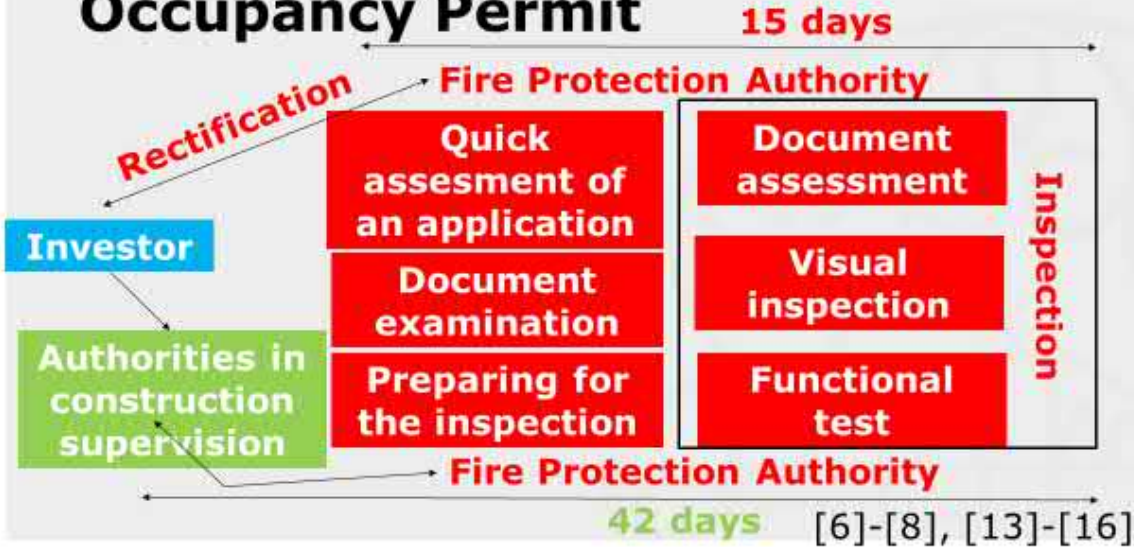 Occupancy Permit
15 days
Fire Protection Authority
Rectification
Quick
assesment of
an application
Document
assessment
Inspection
Investor
Document
examination
Visual
inspection
Authorities in
construction
supervision
Preparing for
the inspection
Functional
test
Fire Protection Authority
42 days
[6]-[8], [13]-[16]